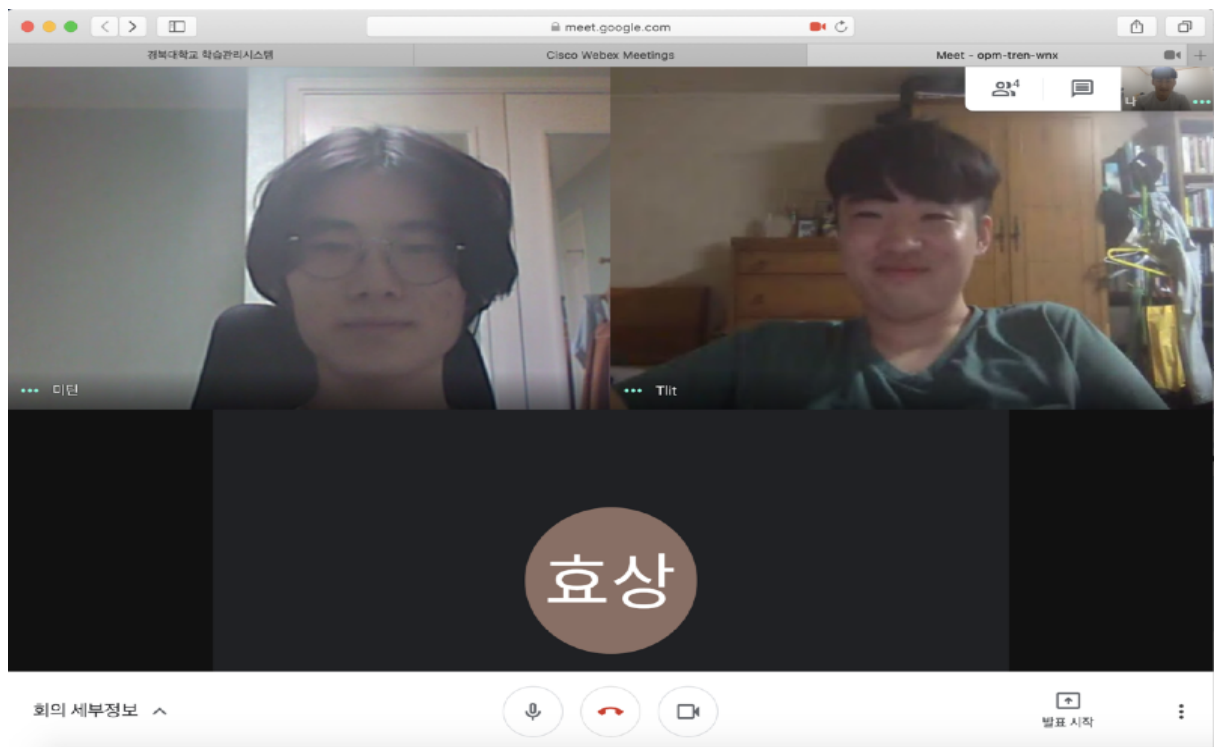 meet.google.com
경북대학교 학습관리시스템
Cisco Webex Meetings
Meet - opm-tren-wnx
4
나
미턴
Tlit
효상
회의 세부정보
발표 시작